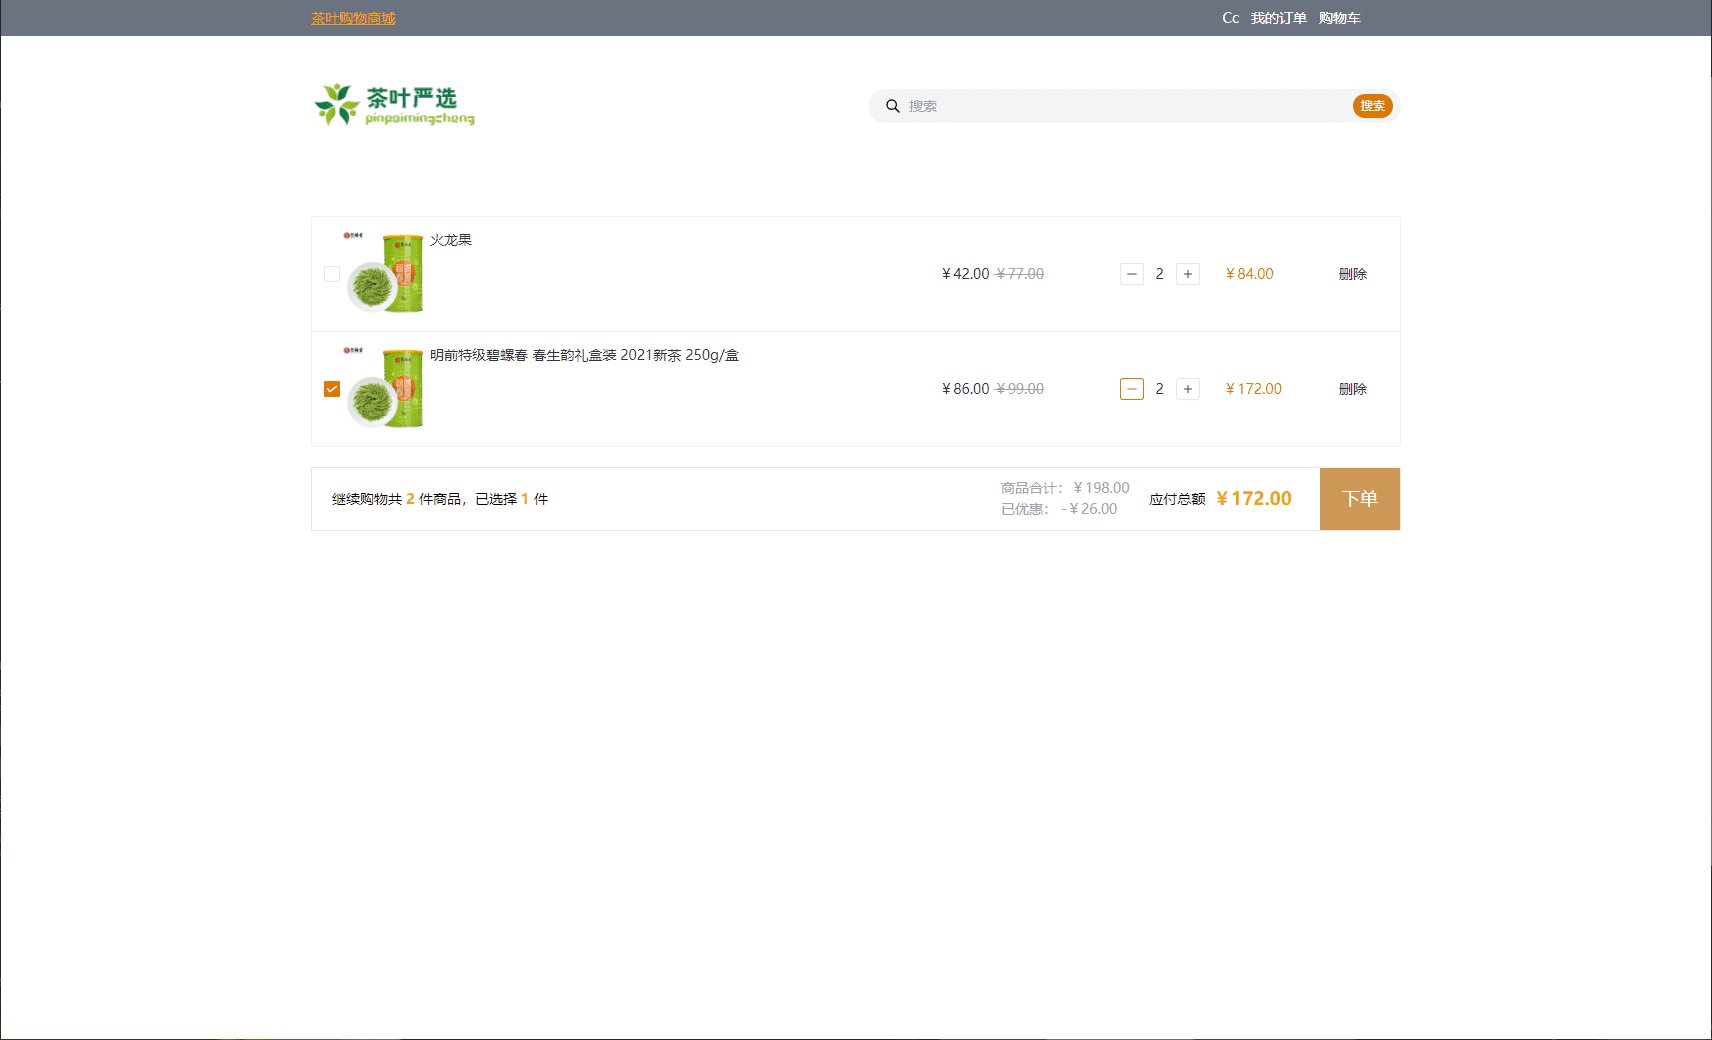 茶叶购物商城
Cc 我的订单 购物车
茶叶严选
pinpaimingcheng
搜索 搜索
火龙果
¥42.00 ¥77.00 2 ¥84.00 删除
明前特级碧螺春 春生韵礼盒装 2021新茶 250g/盒
¥86.00 ¥99.00 2 ¥172.00 删除
继续购物共 2 件商品，已选择 1 件
商品合计： ¥198.00
已优惠： -¥26.00
应付总额 ¥172.00
下单